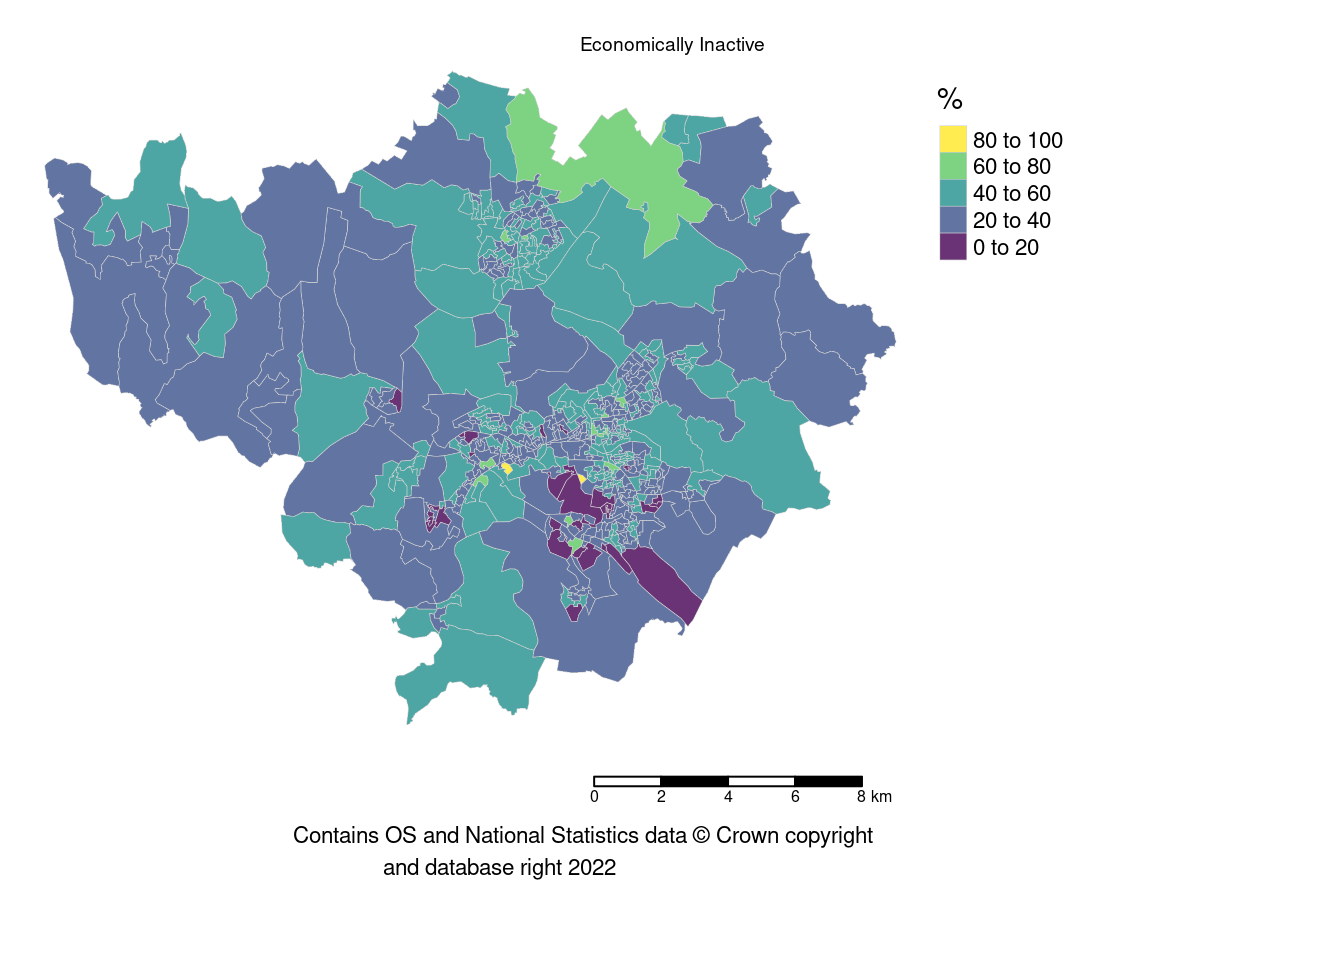 Economically Inactive
%
80 to 100
60 to 80
40 to 60
20 to 40
0 to 20
0 2 4 6 8 km
Contains OS and National Statistics data © Crown copyright
and database right 2022